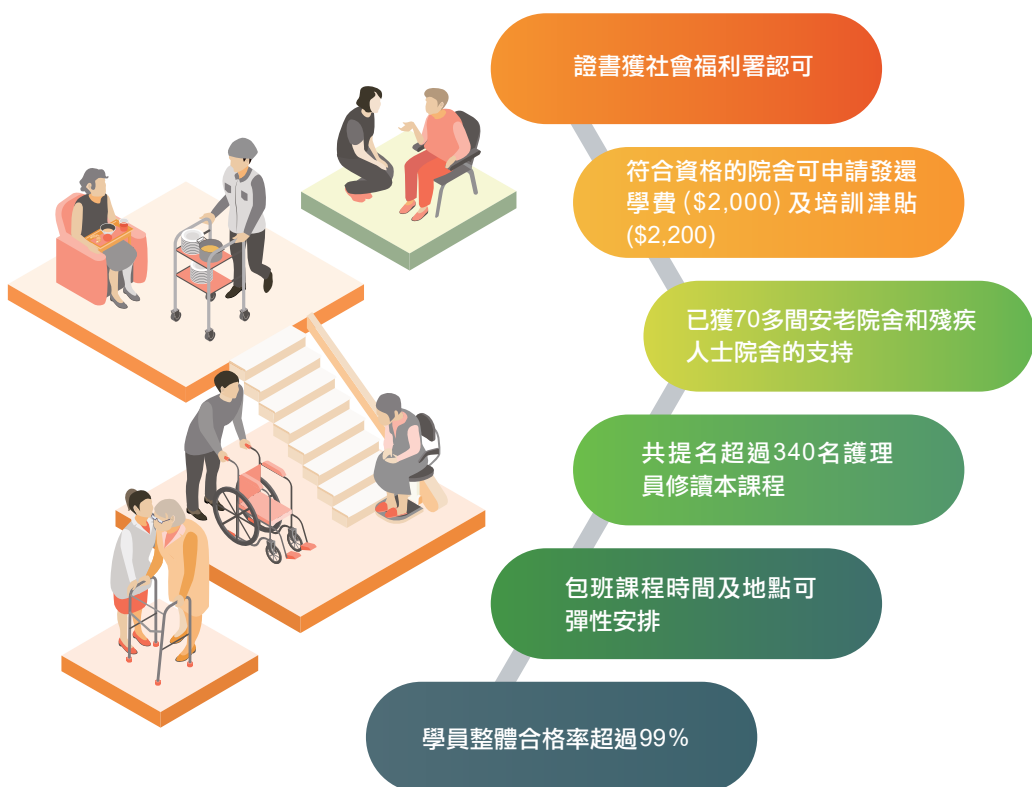 證書獲社會福利署認可
符合資格的院舍可申請發還
學費 ($2,000) 及培訓津貼
($2,200)
已獲70多間安老院舍和殘疾
人士院舍的支持
共提名超過340名護理
員修讀本課程
包班課程時間及地點可
彈性安排
學員整體合格率超過99%